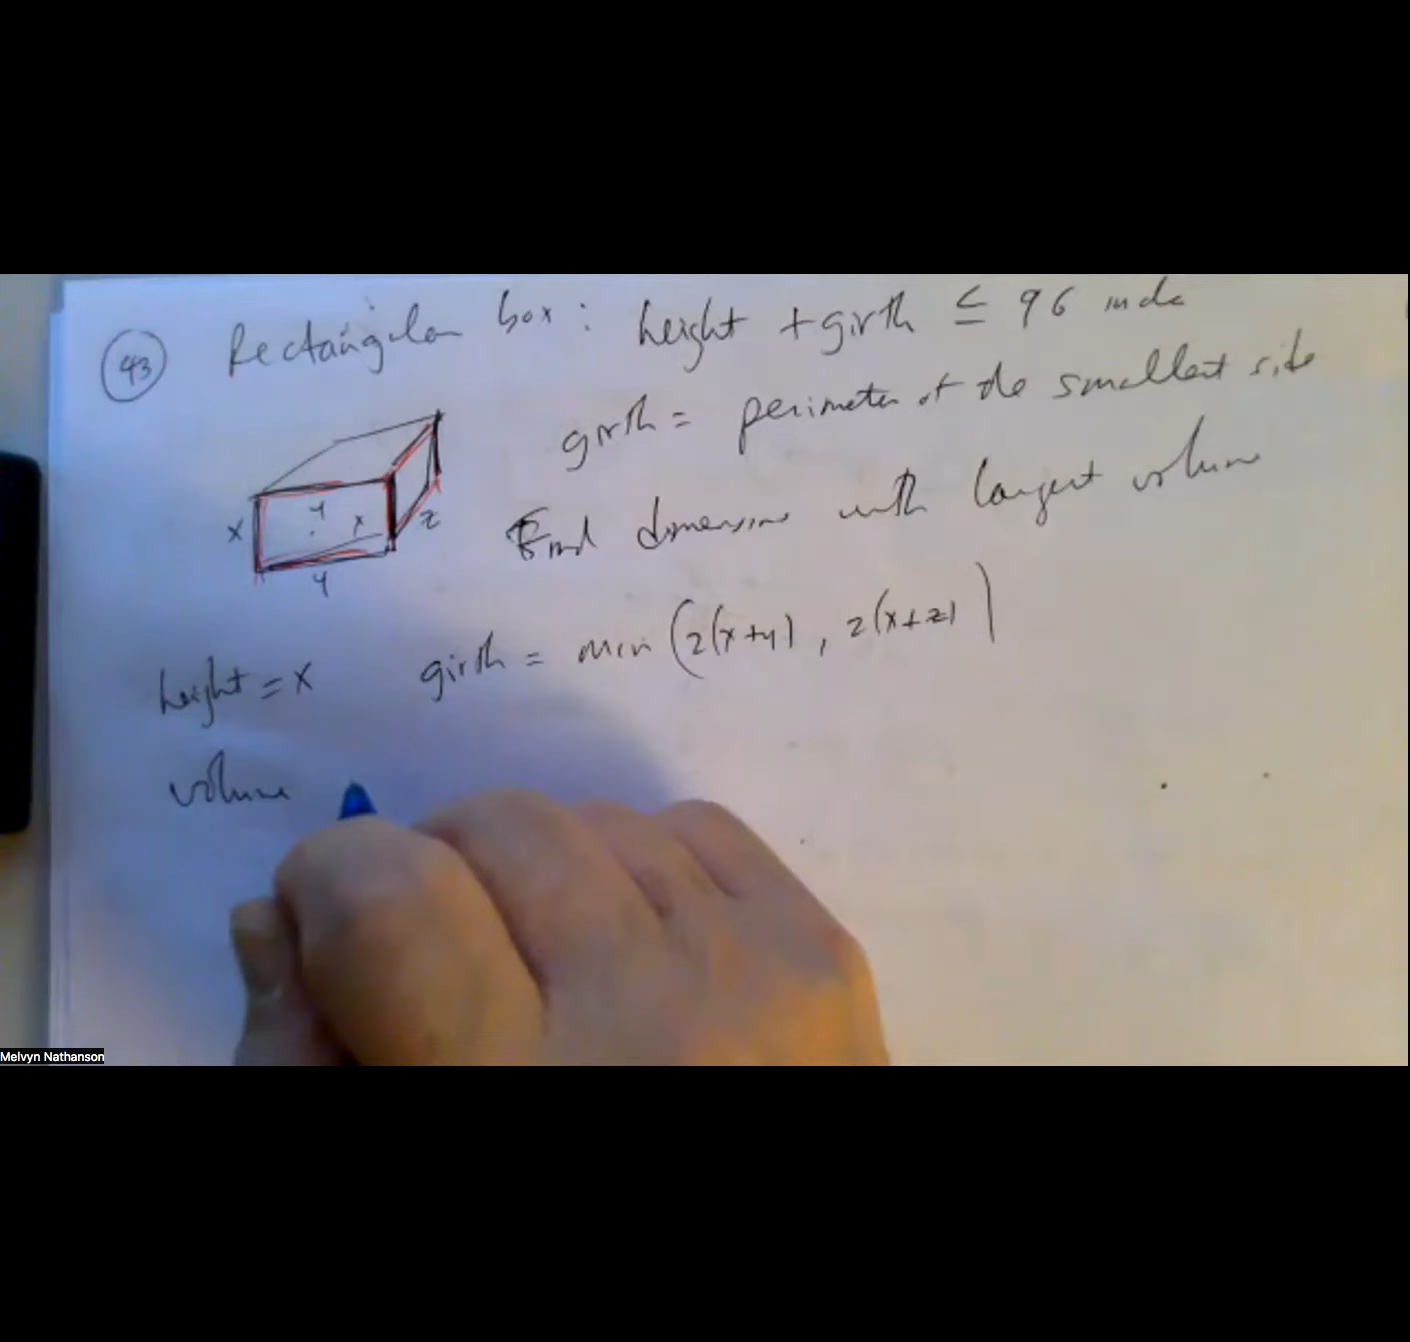 43 Rectangular box: height + girth ≤ 96 inches
girth = perimeter of the smallest side
Find dimensions with largest volume
x y x z
y
height = x girth = min (2(x+y), 2(x+z))
volume
Melvyn Nathanson